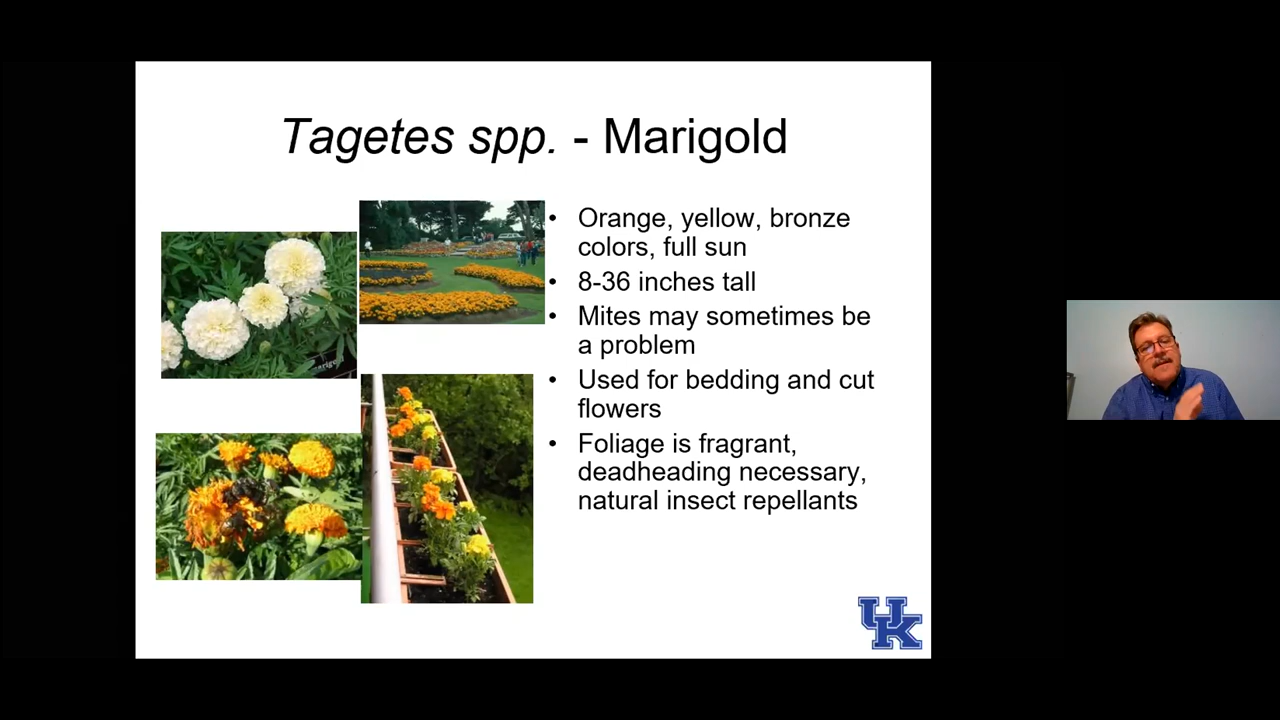 Tagetes spp. - Marigold
• Orange, yellow, bronze
colors, full sun
• 8-36 inches tall
• Mites may sometimes be
a problem
• Used for bedding and cut
flowers
• Foliage is fragrant,
deadheading necessary,
natural insect repellants
UK